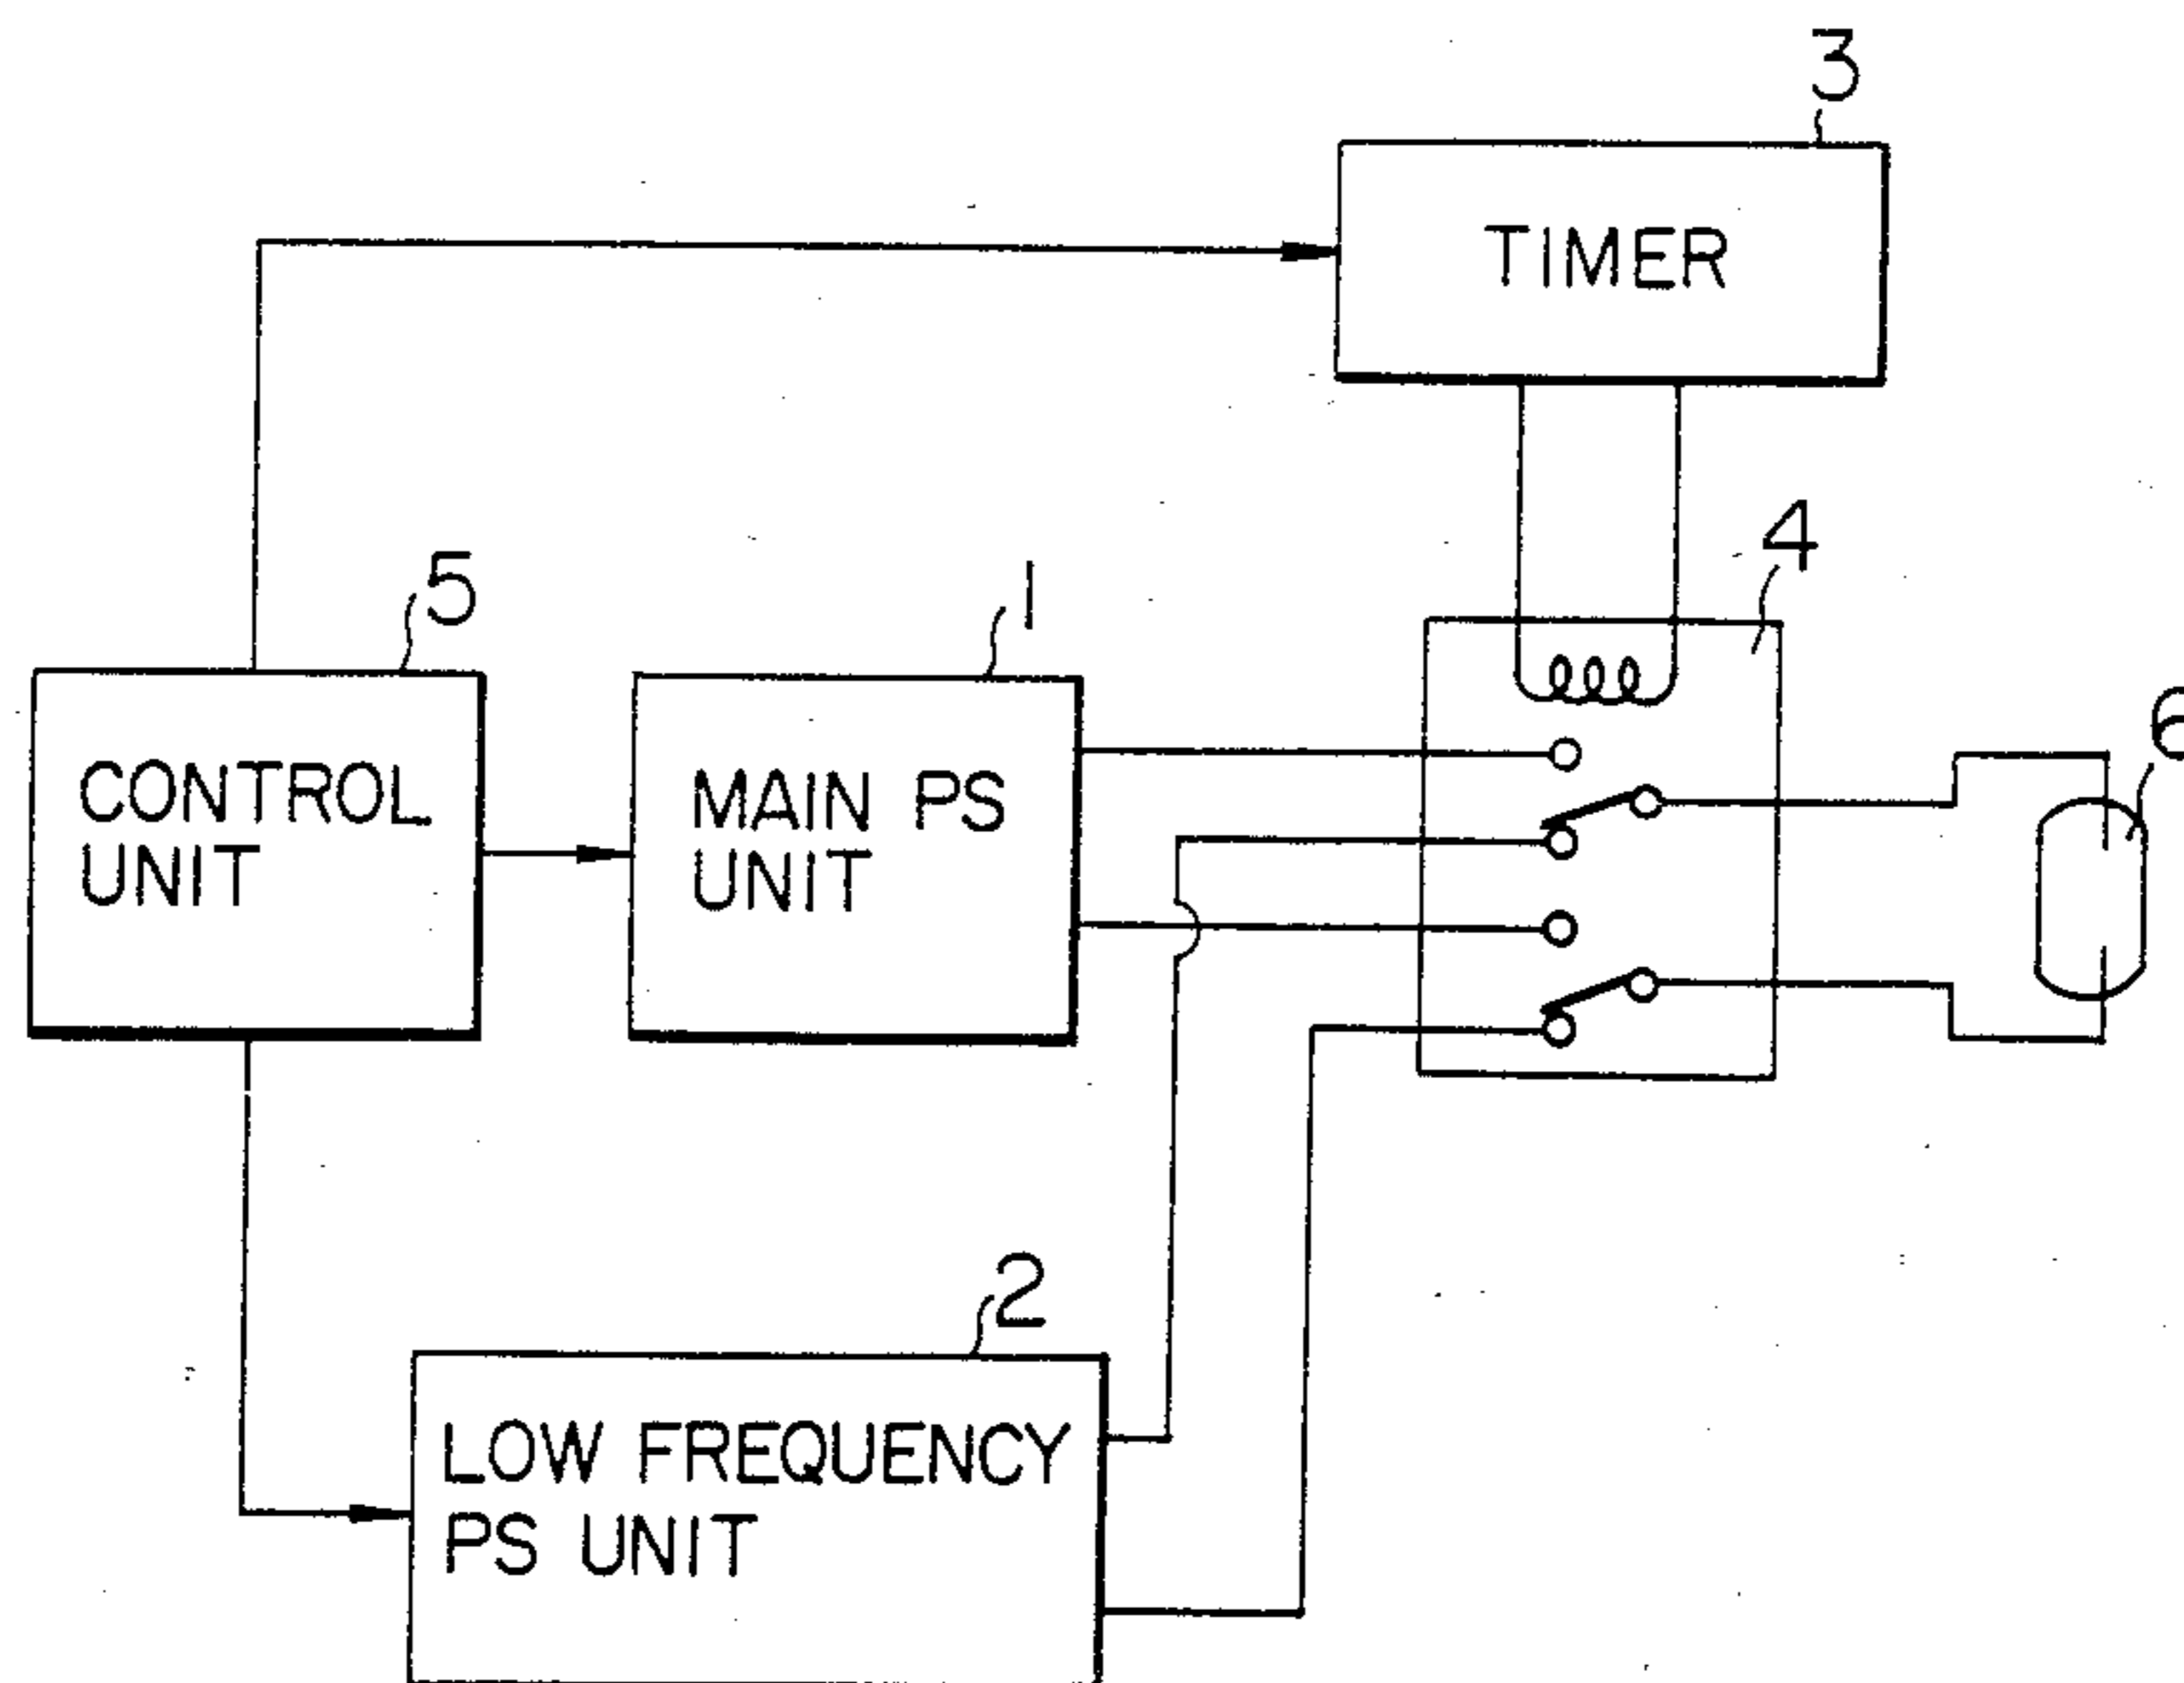 3
TIMER
4
5
1
6
CONTROL
UNIT
MAIN PS
UNIT
2
LOW FREQUENCY
PS UNIT